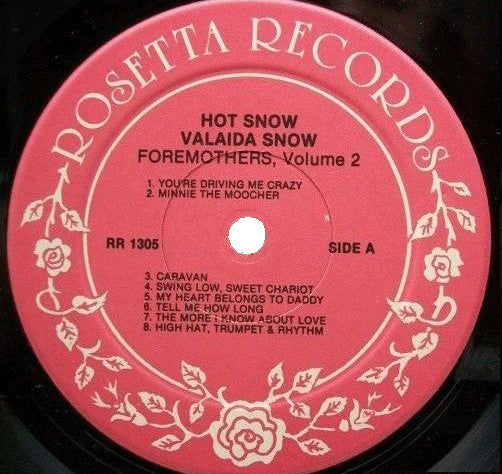 ROSETTA RECORDS
HOT SNOW
VALAIDA SNOW
FOREMOTHERS, Volume 2
1. YOU'RE DRIVING ME CRAZY
2. MINNIE THE MOOCHER
RR 1305
SIDE A
3. CARAVAN
4. SWING LOW, SWEET CHARIOT
5. MY HEART BELONGS TO DADDY
6. TELL ME HOW LONG
7. THE MORE I KNOW ABOUT LOVE
8. HIGH HAT, TRUMPET & RHYTHM